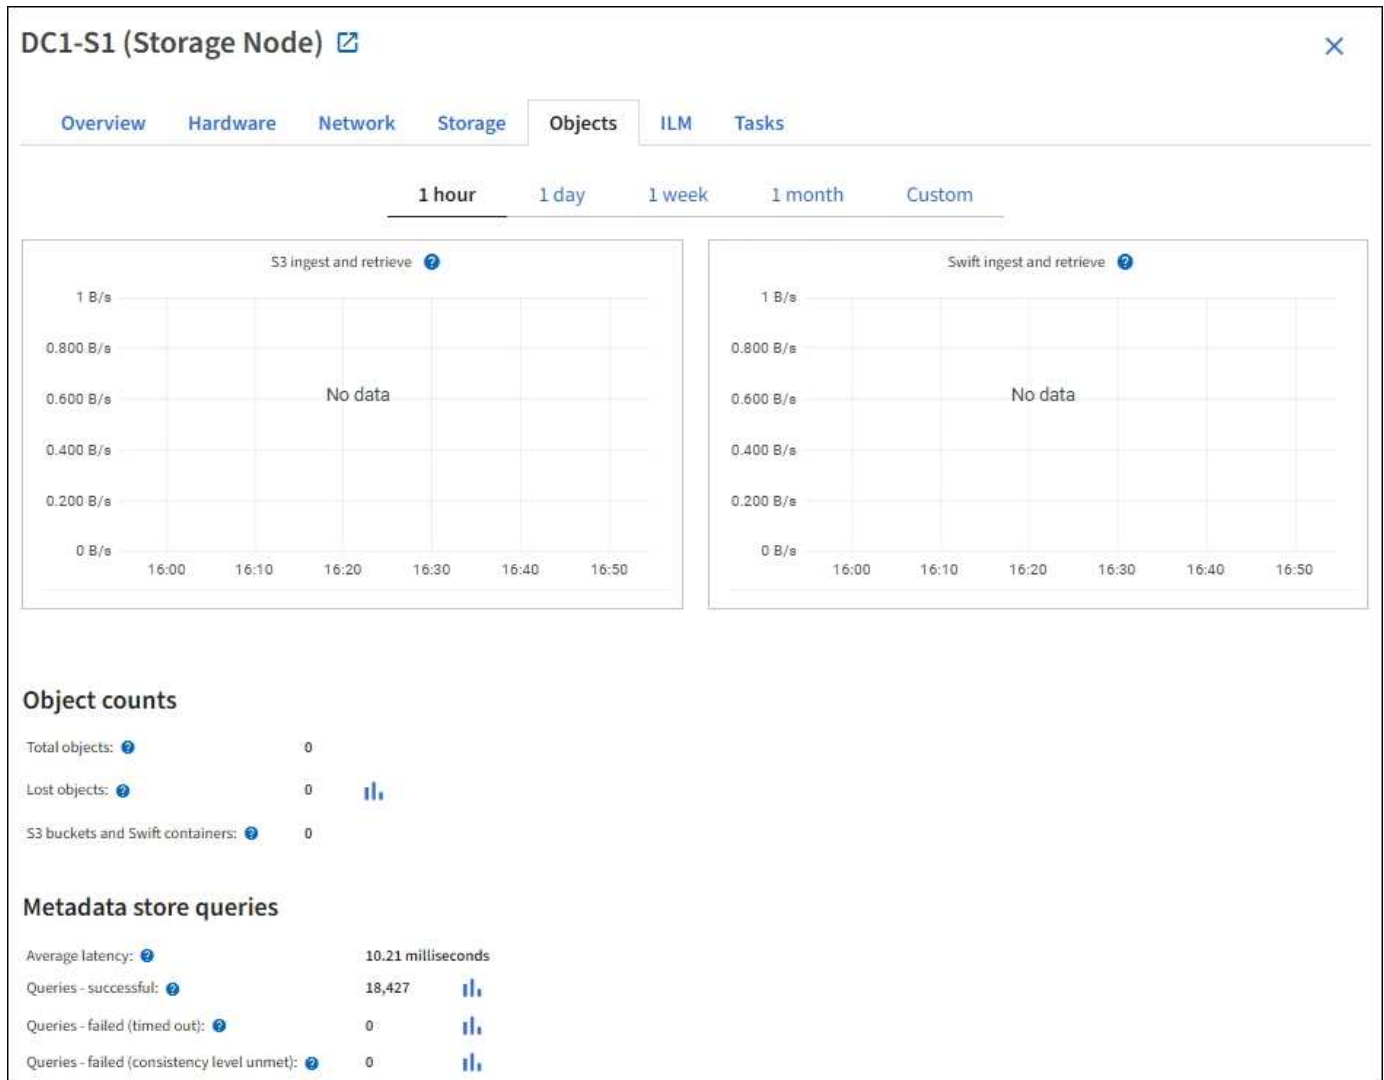 DC1-S1 (Storage Node)
Overview Hardware Network Storage Objects ILM Tasks
1 hour 1 day 1 week 1 month Custom
S3 ingest and retrieve
1 B/s
0.800 B/s
0.600 B/s
0.400 B/s
0.200 B/s
0 B/s
No data
16:00 16:10 16:20 16:30 16:40 16:50
Swift ingest and retrieve
1 B/s
0.800 B/s
0.600 B/s
0.400 B/s
0.200 B/s
0 B/s
No data
16:00 16:10 16:20 16:30 16:40 16:50
Object counts
Total objects: 0
Lost objects: 0
S3 buckets and Swift containers: 0
Metadata store queries
Average latency: 10.21 milliseconds
Queries - successful: 18,427
Queries - failed (timed out): 0
Queries - failed (consistency level unmet): 0